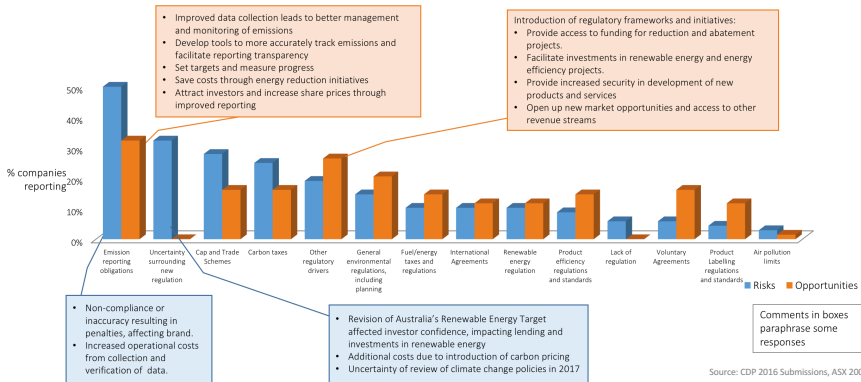 • Improved data collection leads to better management
and monitoring of emissions
• Develop tools to more accurately track emissions and
facilitate reporting transparency
• Set targets and measure progress
• Save costs through energy reduction initiatives
• Attract investors and increase share prices through
improved reporting
Introduction of regulatory frameworks and initiatives:
• Provide access to funding for reduction and abatement
projects.
• Facilitate investments in renewable energy and energy
efficiency projects.
• Provide increased security in development of new
products and services
• Open up new market opportunities and access to other
revenue streams
% companies
reporting
50%
40%
30%
20%
10%
0%
Emission
reporting
obligations
Uncertainty
surrounding
new
regulation
Cap and Trade
Schemes
Carbon taxes
Other
regulatory
drivers
General
environmental
regulations,
including
planning
Fuel/energy
taxes and
regulations
International
Agreements
Renewable
energy
regulation
Product
efficiency
regulations
and standards
Lack of
regulation
Voluntary
Agreements
Product
Labelling
regulations
and standards
Air pollution
limits
Risks
Opportunities
• Non-compliance or
inaccuracy resulting in
penalties, affecting brand.
• Increased operational costs
from collection and
verification of data.
• Revision of Australia's Renewable Energy Target
affected investor confidence, impacting lending and
investments in renewable energy
• Additional costs due to introduction of carbon pricing
• Uncertainty of review of climate change policies in 2017
Comments in boxes
paraphrase some
responses
Source: CDP 2016 Submissions, ASX 200